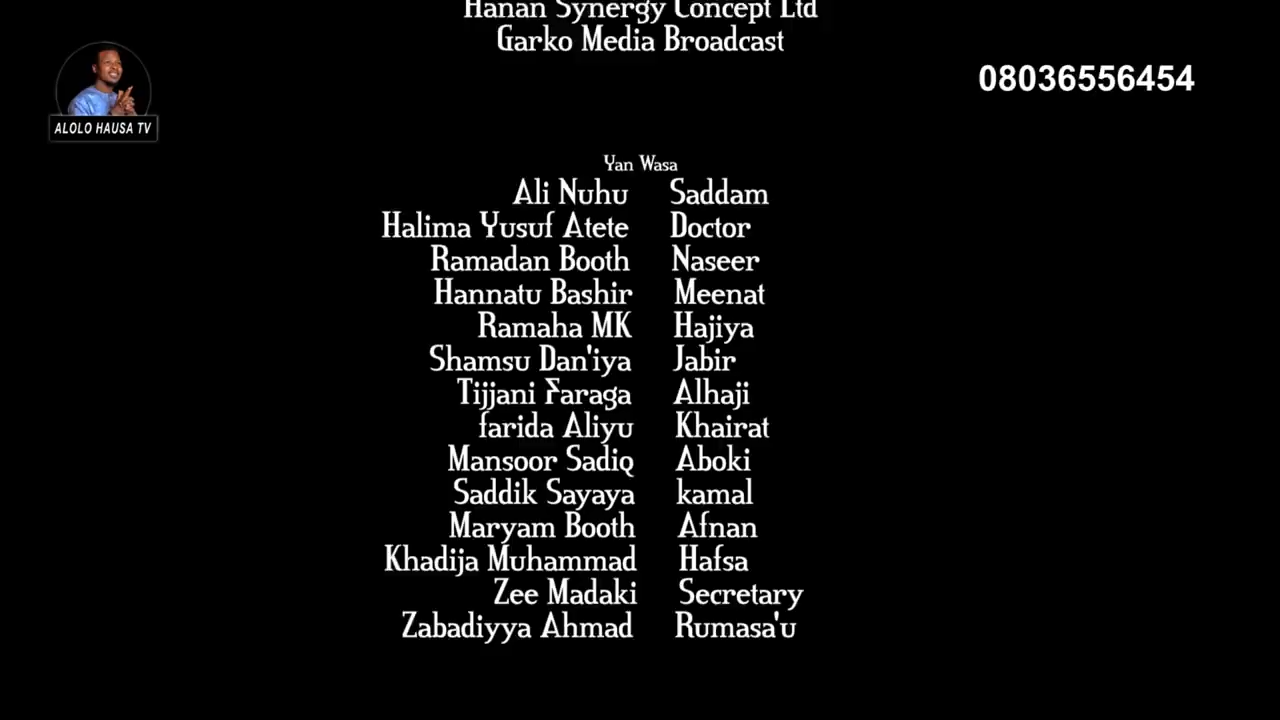 Hanan Synergy Concept Ltd
Garko Media Broadcast
08036556454
ALOLO HAUSA TV
Yan Wasa
Ali Nuhu Saddam
Halima Yusuf Atete Doctor
Ramadan Booth Naseer
Hannatu Bashir Meenat
Ramaha MK Hajiya
Shamsu Dan'iya Jabir
Tijjani Faraga Alhaji
farida Aliyu Khairat
Mansoor Sadiq Aboki
Saddik Sayaya kamal
Maryam Booth Afnan
Khadija Muhammad Hafsa
Zee Madaki Secretary
Zabadiyya Ahmad Rumasa'u